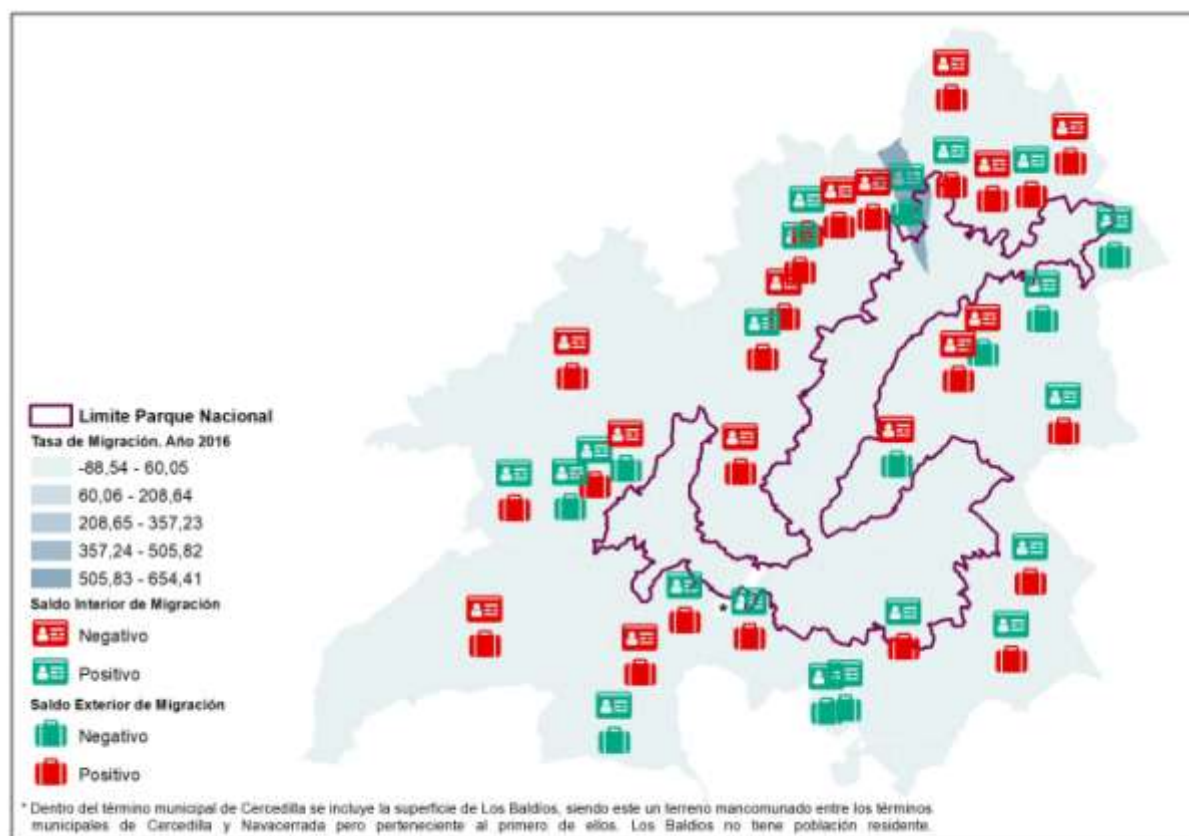 Limite Parque Nacional
Tasa de Migración. Año 2016
-88,54 - 60,05
60,06 - 208,64
208,65 - 357,23
357,24 - 505,82
505,83 - 654,41
Saldo Interior de Migración
Negativo
Positivo
Saldo Exterior de Migración
Negativo
Positivo
*
* Dentro del término municipal de Cercedilla se incluye la superficie de Los Baldíos, siendo este un terreno mancomunado entre los términos
municipales de Cercedilla y Navacerrada pero perteneciente al primero de ellos. Los Baldíos no tiene población residente.